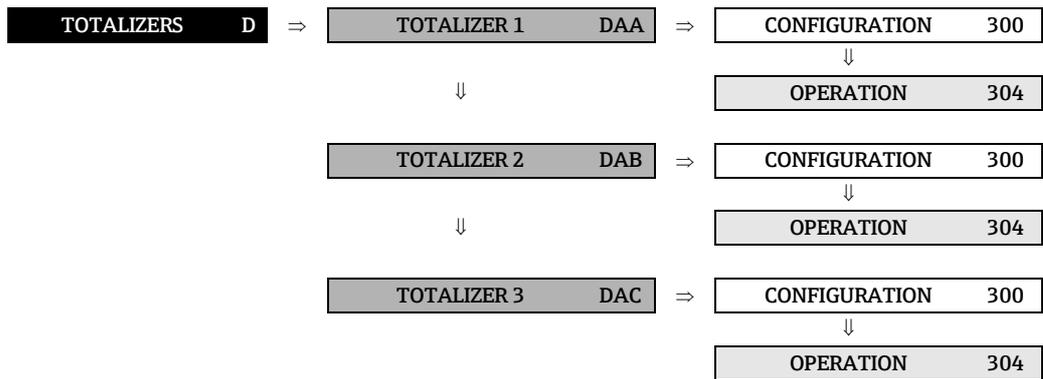 TOTALIZERS D ⇒ TOTALIZER 1 DAA ⇒ CONFIGURATION 300
⇓
⇓ OPERATION 304
TOTALIZER 2 DAB ⇒ CONFIGURATION 300
⇓
⇓ OPERATION 304
TOTALIZER 3 DAC ⇒ CONFIGURATION 300
⇓
OPERATION 304